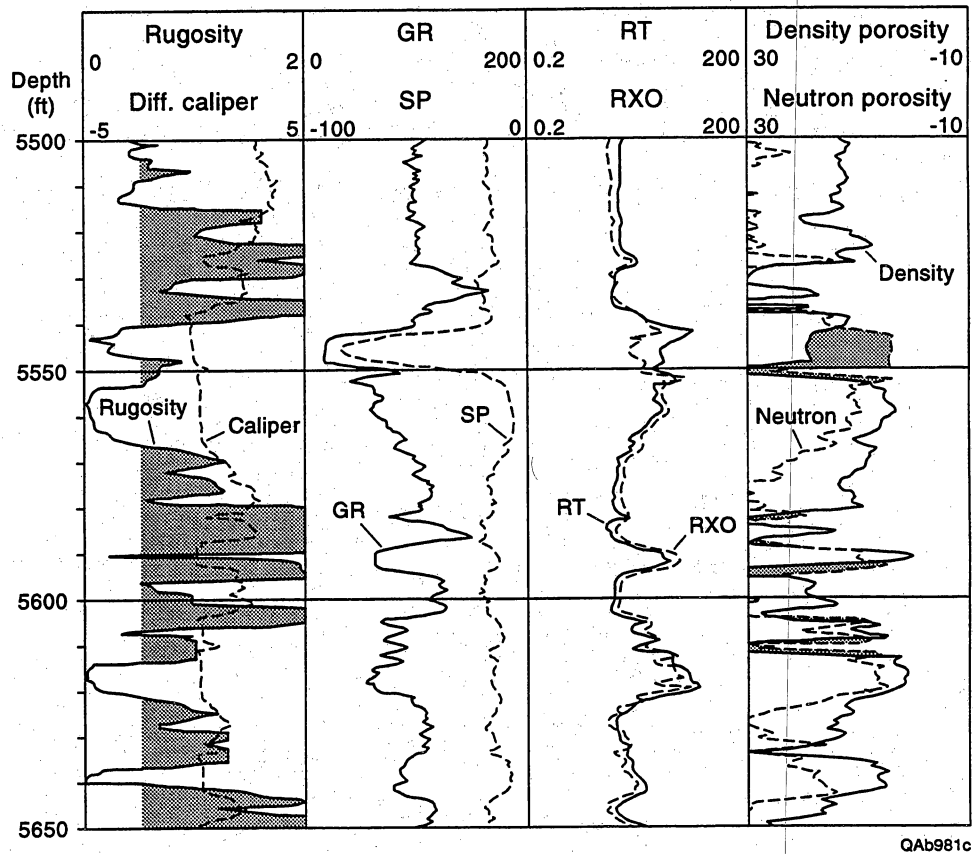 Rugosity GR RT Density porosity
0 2 0 200 0.2 200 30 -10
Depth
(ft)
Diff. caliper SP RXO Neutron porosity
-5 5 -100 0 0.2 200 30 -10
5500
Density
5550
Rugosity
Caliper
SP
Neutron
GR
RT
RXO
5600
5650
QAb981c